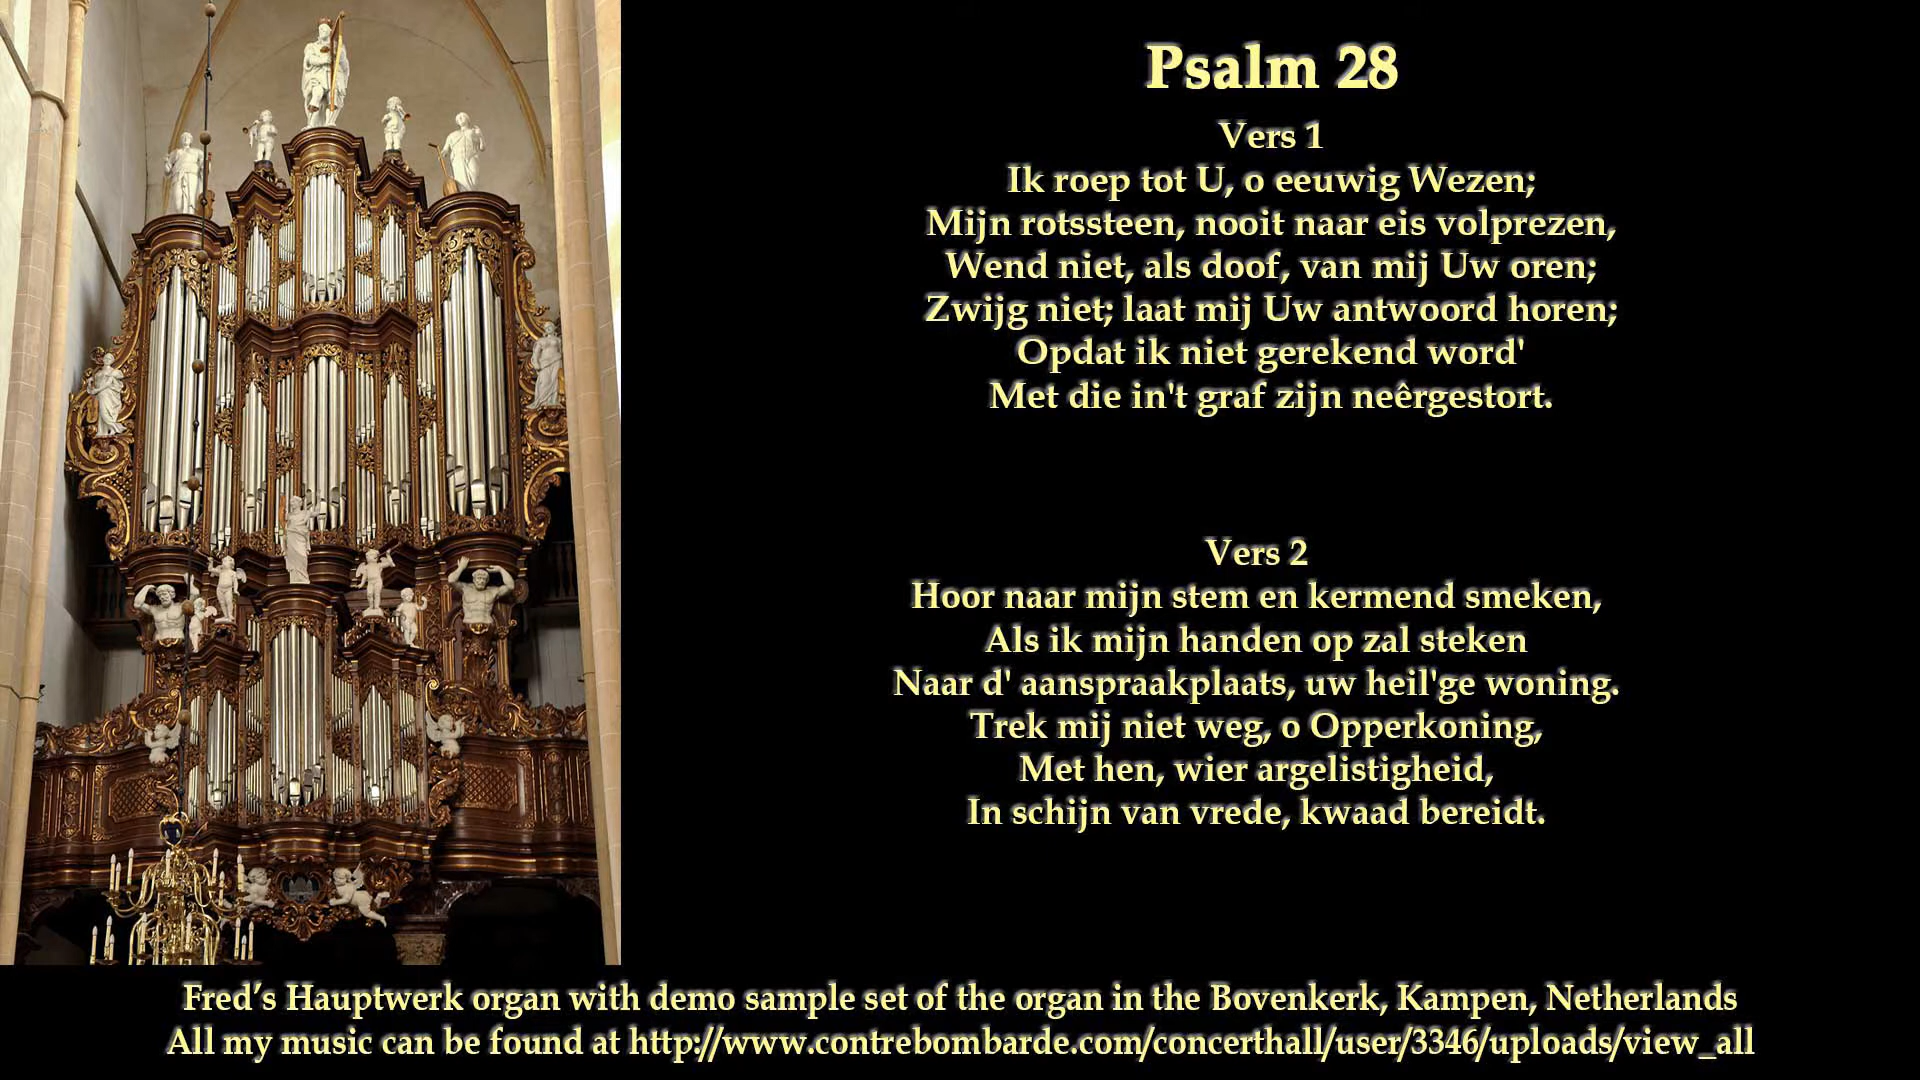 Psalm 28
Vers 1
Ik roep tot U, o eeuwig Wezen;
Mijn rotssteen, nooit naar eis volprezen,
Wend niet, als doof, van mij Uw oren;
Zwijg niet; laat mij Uw antwoord horen;
Opdat ik niet gerekend word'
Met die in't graf zijn neêrgestort.
Vers 2
Hoor naar mijn stem en kermend smeken,
Als ik mijn handen op zal steken
Naar d' aanspraakplaats, uw heil'ge woning.
Trek mij niet weg, o Opperkoning,
Met hen, wier argelistigheid,
In schijn van vrede, kwaad bereidt.
Fred’s Hauptwerk organ with demo sample set of the organ in the Bovenkerk, Kampen, Netherlands
All my music can be found at http://www.contrebombarde.com/concerthall/user/3346/uploads/view_all